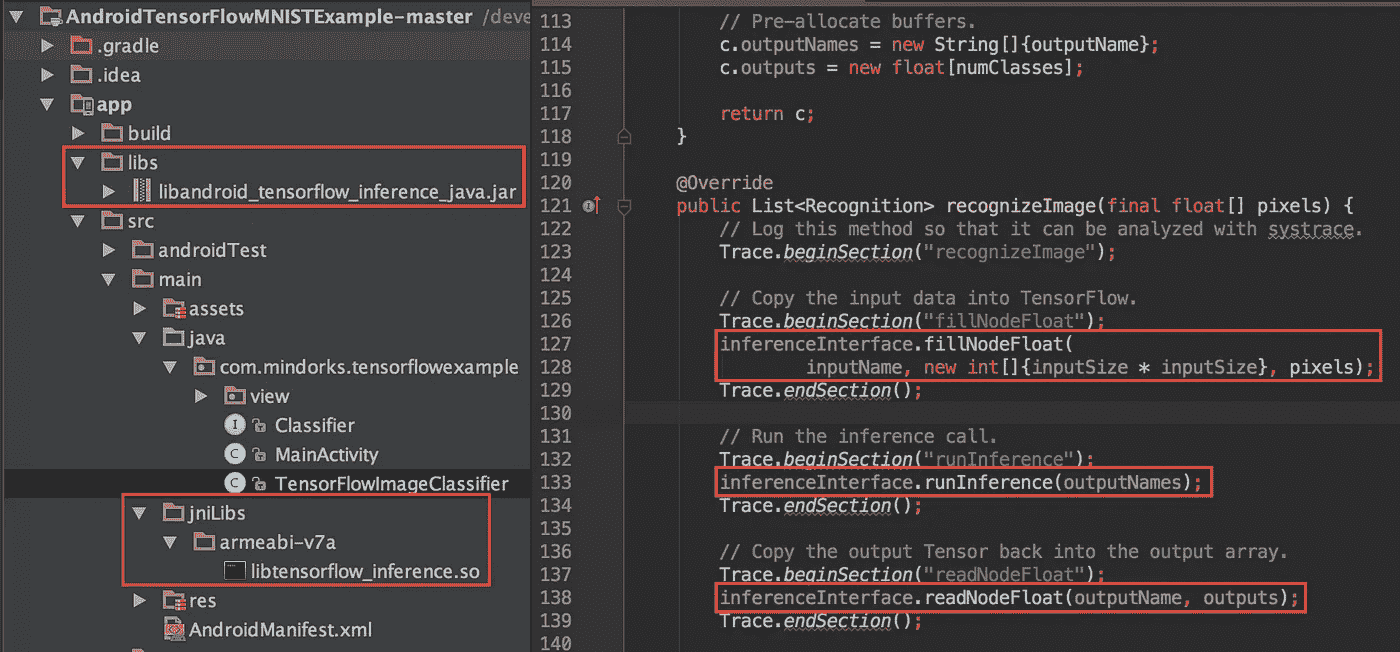 AndroidTensorFlowMNISTExample-master /deve
.gradle
.idea
app
build
libs
libandroid_tensorflow_inference_java.jar
src
androidTest
main
assets
java
com.mindorks.tensorflowexample
view
I Classifier
C MainActivity
C TensorFlowImageClassifier
jniLibs
armeabi-v7a
libtensorflow_inference.so
res
AndroidManifest.xml
113 // Pre-allocate buffers.
114 c.outputNames = new String[]{outputName};
115 c.outputs = new float[numClasses];
116
117 return c;
118 }
119
120 @Override
121 public List<Recognition> recognizeImage(final float[] pixels) {
122 // Log this method so that it can be analyzed with systrace.
123 Trace.beginSection("recognizeImage");
124
125 // Copy the input data into TensorFlow.
126 Trace.beginSection("fillNodeFloat");
127 inferenceInterface.fillNodeFloat(
128 inputName, new int[]{inputSize * inputSize}, pixels);
129 Trace.endSection();
130
131 // Run the inference call.
132 Trace.beginSection("runInference");
133 inferenceInterface.runInference(outputNames);
134 Trace.endSection();
135
136 // Copy the output Tensor back into the output array.
137 Trace.beginSection("readNodeFloat");
138 inferenceInterface.readNodeFloat(outputName, outputs);
139 Trace.endSection();
140